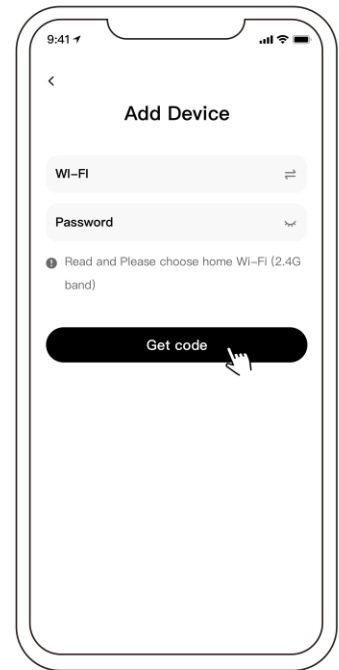 9:41
Add Device
WI-FI
Password
Read and Please choose home Wi-Fi (2.4G
band)
Get code